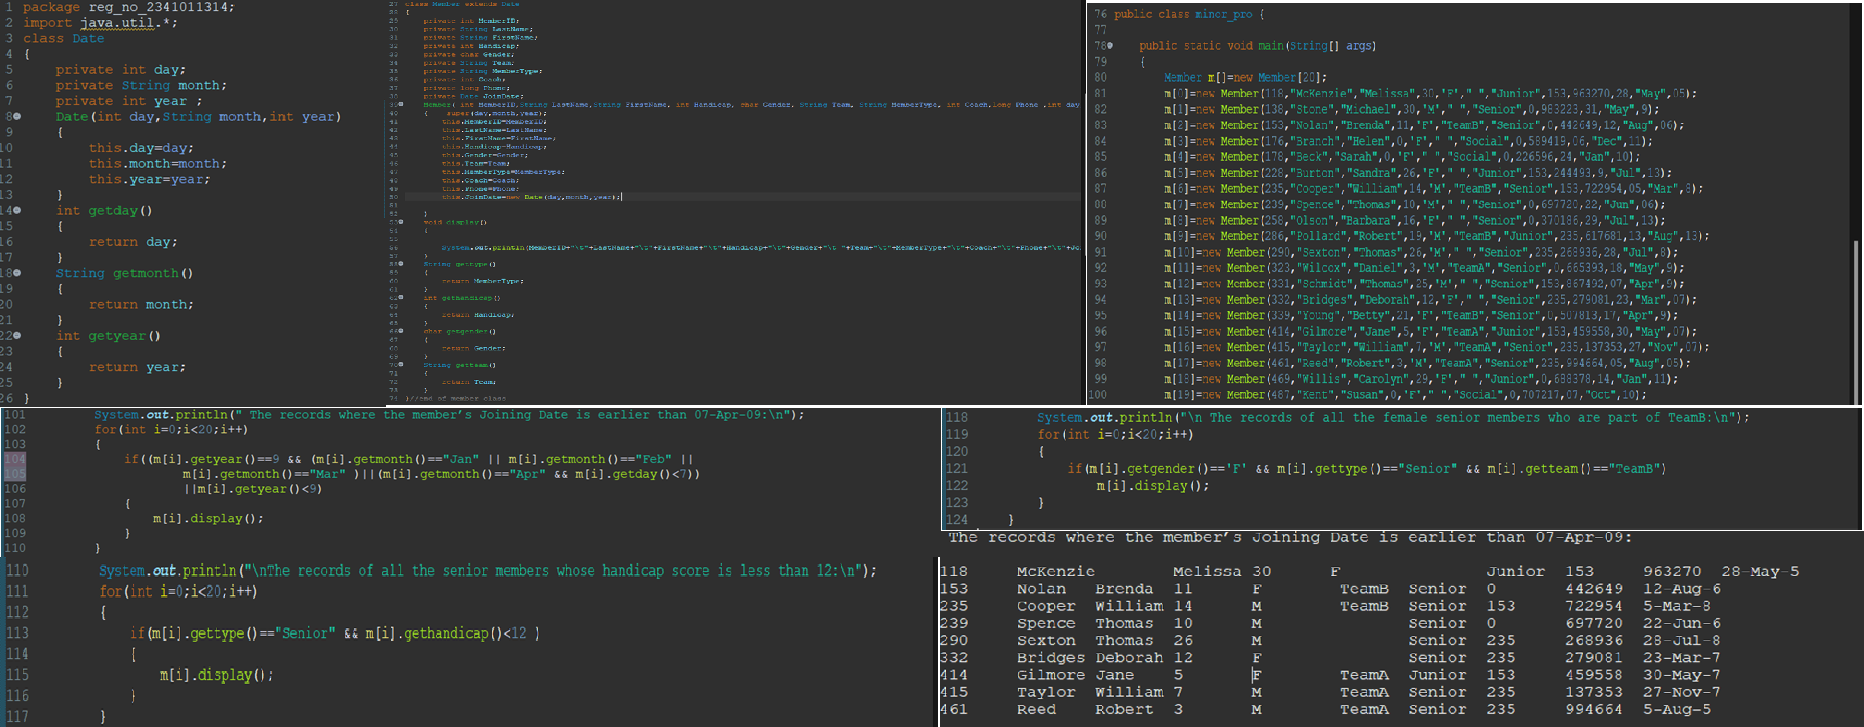 1 package reg_no_2341011314;
2 import java.util.*;
3 class Date
4 {
5 private int day;
6 private String month;
7 private int year ;
8 Date(int day,String month,int year)
9 {
10 this.day=day;
11 this.month=month;
12 this.year=year;
13 }
14 int getday()
15 {
16 return day;
17 }
18 String getmonth()
19 {
20 return month;
21 }
22 int getyear()
23 {
24 return year;
25 }
26 }
27 class Member extends Date
28 {
29 private int MemberID;
30 private String LastName;
31 private String FirstName;
32 private int Handicap;
33 private char Gender;
34 private String Team;
35 private String MemberType;
36 private int Coach;
37 private long Phone;
38 private Date JoinDate;
39 Member( int MemberID,String LastName,String FirstName, int Handicap, char Gender, String Team, String MemberType, int Coach,long Phone ,int day
40 { super(day,month,year);
41 this.MemberID=MemberID;
42 this.LastName=LastName;
43 this.FirstName=FirstName;
44 this.Handicap=Handicap;
45 this.Gender=Gender;
46 this.Team=Team;
47 this.MemberType=MemberType;
48 this.Coach=Coach;
49 this.Phone=Phone;
50 this.JoinDate=new Date(day,month,year);
51
52 }
53 void display()
54 {
55
56 System.out.println(MemberID+"\t"+LastName+"\t"+FirstName+"\t"+Handicap+"\t"+Gender+"\t "+Team+"\t"+MemberType+"\t"+Coach+"\t"+Phone+"\t"+Jo
57 }
58 String gettype()
59 {
60 return MemberType;
61 }
62 int gethandicap()
63 {
64 return Handicap;
65 }
66 char getgender()
67 {
68 return Gender;
69 }
70 String getteam()
71 {
72 return Team;
73 }
74 }//end of member class
76 public class minor_pro {
77
78 public static void main(String[] args)
79 {
80 Member m[]=new Member[20];
81 m[0]=new Member(118,"McKenzie","Melissa",30,'F'," ","Junior",153,963270,28,"May",05);
82 m[1]=new Member(138,"Stone","Michael",30,'M'," ","Senior",0,983223,31,"May",9);
83 m[2]=new Member(153,"Nolan","Brenda",11,'F',"TeamB","Senior",0,442649,12,"Aug",06);
84 m[3]=new Member(176,"Branch","Helen",0,'F'," ","Social",0,589419,06,"Dec",11);
85 m[4]=new Member(178,"Beck","Sarah",0,'F'," ","Social",0,226596,24,"Jan",10);
86 m[5]=new Member(228,"Burton","Sandra",26,'F'," ","Junior",153,244493,9,"Jul",13);
87 m[6]=new Member(235,"Cooper","William",14,'M',"TeamB","Senior",153,722954,05,"Mar",8);
88 m[7]=new Member(239,"Spence","Thomas",10,'M'," ","Senior",0,697720,22,"Jun",06);
89 m[8]=new Member(258,"Olson","Barbara",16,'F'," ","Senior",0,370186,29,"Jul",13);
90 m[9]=new Member(286,"Pollard","Robert",19,'M',"TeamB","Junior",235,617681,13,"Aug",13);
91 m[10]=new Member(290,"Sexton","Thomas",26,'M'," ","Senior",235,268936,28,"Jul",8);
92 m[11]=new Member(323,"Wilcox","Daniel",3,'M',"TeamA","Senior",0,665393,18,"May",9);
93 m[12]=new Member(331,"Schmidt","Thomas",25,'M'," ","Senior",153,867492,07,"Apr",9);
94 m[13]=new Member(332,"Bridges","Deborah",12,'F'," ","Senior",235,279081,23,"Mar",07);
95 m[14]=new Member(339,"Young","Betty",21,'F',"TeamB","Senior",0,507813,17,"Apr",9);
96 m[15]=new Member(414,"Gilmore","Jane",5,'F',"TeamA","Junior",153,459558,30,"May",07);
97 m[16]=new Member(415,"Taylor","William",7,'M',"TeamA","Senior",235,137353,27,"Nov",07);
98 m[17]=new Member(461,"Reed","Robert",3,'M',"TeamA","Senior",235,994664,05,"Aug",05);
99 m[18]=new Member(469,"Willis","Carolyn",29,'F'," ","Junior",0,688378,14,"Jan",11);
100 m[19]=new Member(487,"Kent","Susan",0,'F'," ","Social",0,707217,07,"Oct",10);
101 System.out.println(" The records where the member's Joining Date is earlier than 07-Apr-09:\n");
102 for(int i=0;i<20;i++)
103 {
104 if((m[i].getyear()==9 && (m[i].getmonth()=="Jan" || m[i].getmonth()=="Feb" ||
105 m[i].getmonth()=="Mar" )||(m[i].getmonth()=="Apr" && m[i].getday()<7))
106 ||m[i].getyear()<9)
107 {
108 m[i].display();
109 }
110 }
110 System.out.println("\nThe records of all the senior members whose handicap score is less than 12:\n");
111 for(int i=0;i<20;i++)
112 {
113 if(m[i].gettype()=="Senior" && m[i].gethandicap()<12 )
114 {
115 m[i].display();
116 }
117 }
118 System.out.println("\n The records of all the female senior members who are part of TeamB:\n");
119 for(int i=0;i<20;i++)
120 {
121 if(m[i].getgender()=='F' && m[i].gettype()=="Senior" && m[i].getteam()=="TeamB")
122 m[i].display();
123 }
124 }
The records where the member's Joining Date is earlier than 07-Apr-09:
118 McKenzie Melissa 30 F Junior 153 963270 28-May-5
153 Nolan Brenda 11 F TeamB Senior 0 442649 12-Aug-6
235 Cooper William 14 M TeamB Senior 153 722954 5-Mar-8
239 Spence Thomas 10 M Senior 0 697720 22-Jun-6
290 Sexton Thomas 26 M Senior 235 268936 28-Jul-8
332 Bridges Deborah 12 F Senior 235 279081 23-Mar-7
414 Gilmore Jane 5 F TeamA Junior 153 459558 30-May-7
415 Taylor William 7 M TeamA Senior 235 137353 27-Nov-7
461 Reed Robert 3 M TeamA Senior 235 994664 5-Aug-5